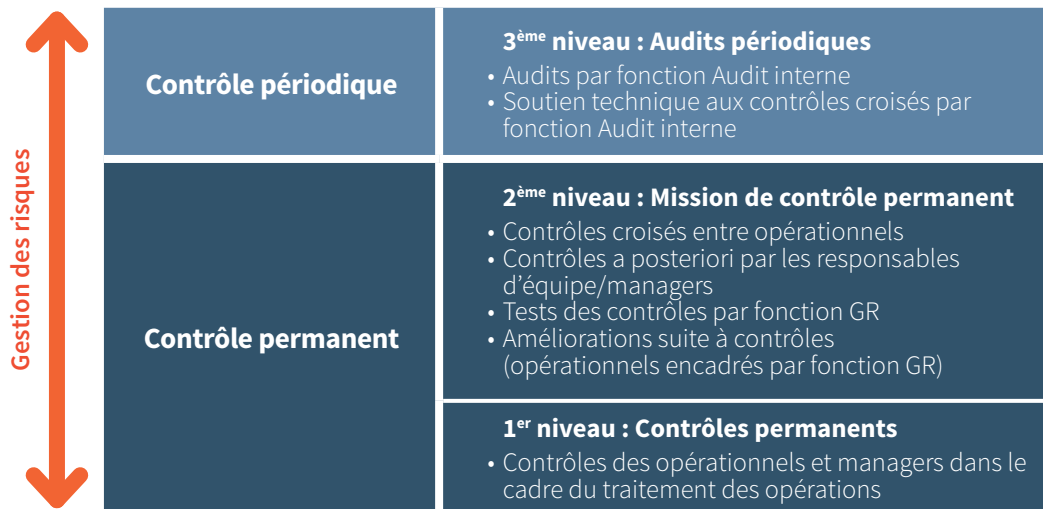 Gestion des risques
Contrôle périodique
3ème niveau : Audits périodiques
• Audits par fonction Audit interne
• Soutien technique aux contrôles croisés par
fonction Audit interne
Contrôle permanent
2ème niveau : Mission de contrôle permanent
• Contrôles croisés entre opérationnels
• Contrôles a posteriori par les responsables
d’équipe/managers
• Tests des contrôles par fonction GR
• Améliorations suite à contrôles
(opérationnels encadrés par fonction GR)
1er niveau : Contrôles permanents
• Contrôles des opérationnels et managers dans le
cadre du traitement des opérations